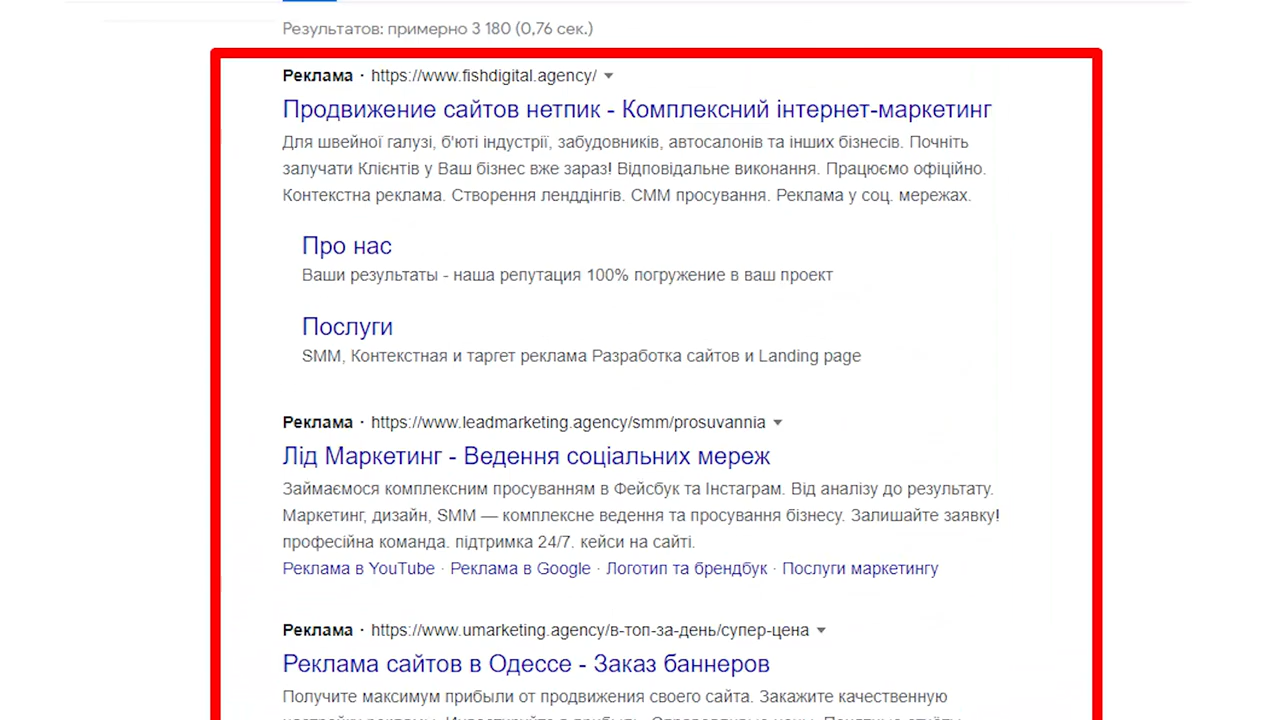 Результатов: примерно 3 180 (0,76 сек.)
Реклама · https://www.fishdigital.agency/
Продвижение сайтов нетпик - Комплексний інтернет-маркетинг
Для швейної галузі, б'юті індустрії, забудовників, автосалонів та інших бізнесів. Почніть
залучати Клієнтів у Ваш бізнес вже зараз! Відповідальне виконання. Працюємо офіційно.
Контекстна реклама. Створення ленддінгів. СММ просування. Реклама у соц. мережах.
Про нас
Ваши результаты - наша репутация 100% погружение в ваш проект
Послуги
SMM, Контекстная и таргет реклама Разработка сайтов и Landing page
Реклама · https://www.leadmarketing.agency/smm/prosuvannia
Лід Маркетинг - Ведення соціальних мереж
Займаємося комплексним просуванням в Фейсбук та Інстаграм. Від аналізу до результату.
Маркетинг, дизайн, SMM — комплексне ведення та просування бізнесу. Залишайте заявку!
професійна команда. підтримка 24/7. кейси на сайті.
Реклама в YouTube · Реклама в Google · Логотип та брендбук · Послуги маркетингу
Реклама · https://www.umarketing.agency/в-топ-за-день/супер-цена
Реклама сайтов в Одессе - Заказ баннеров
Получите максимум прибыли от продвижения своего сайта. Закажите качественную